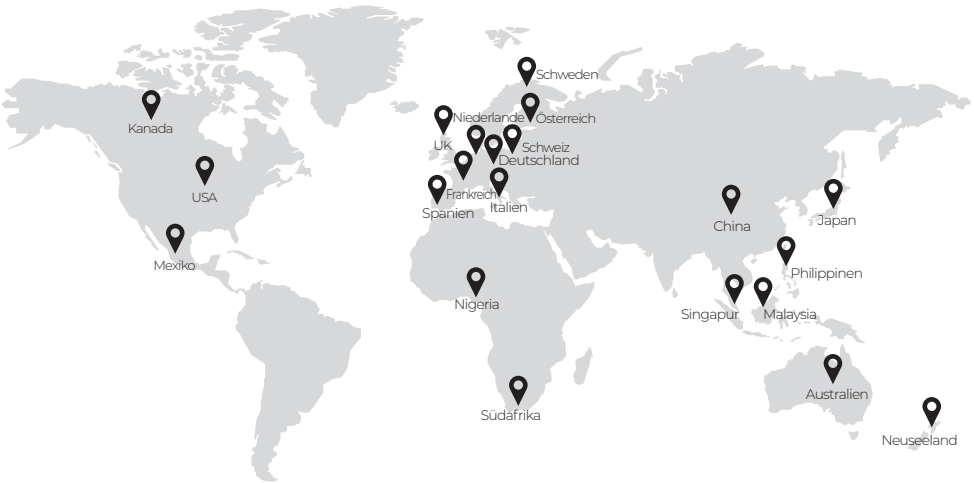 Schweden
Kanada
Niederlande
Österreich
UK
Schweiz
Deutschland
USA
Frankreich
Italien
Spanien
China
Japan
Mexiko
Philippinen
Nigeria
Singapur
Malaysia
Australien
Südafrika
Neuseeland